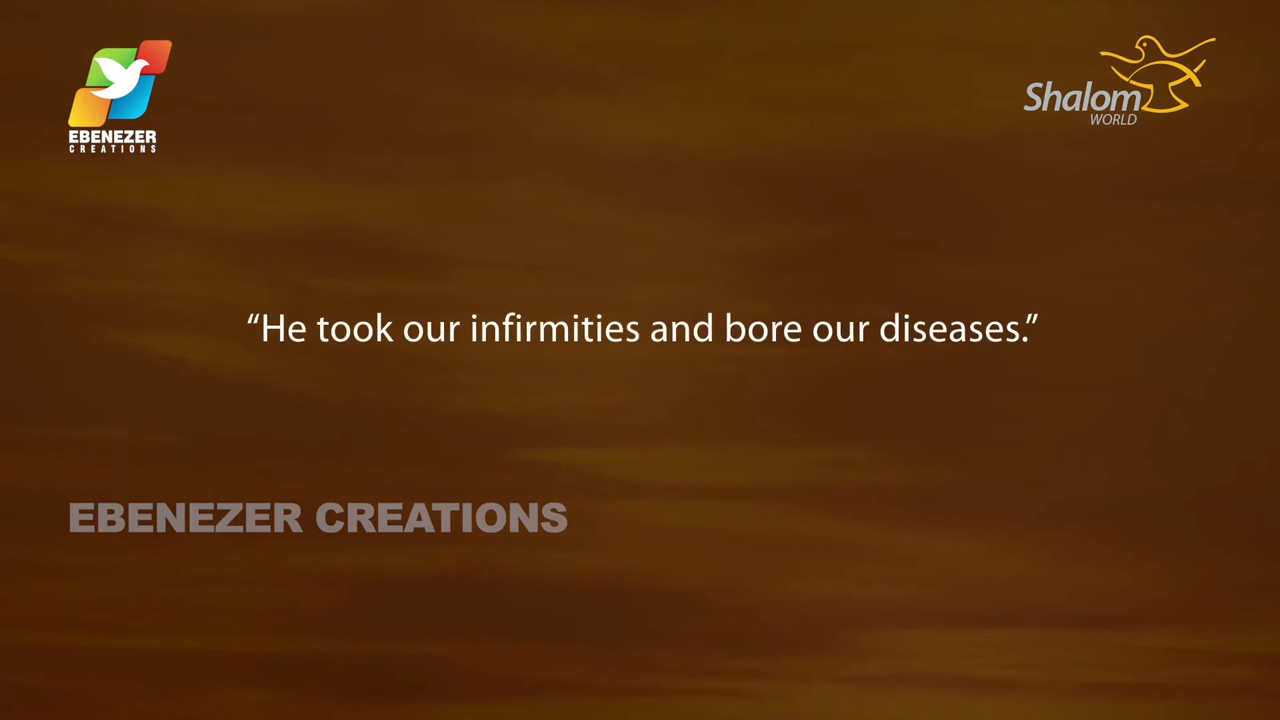 EBENEZER
CREATIONS
Shalom
WORLD
“He took our infirmities and bore our diseases.”
EBENEZER CREATIONS